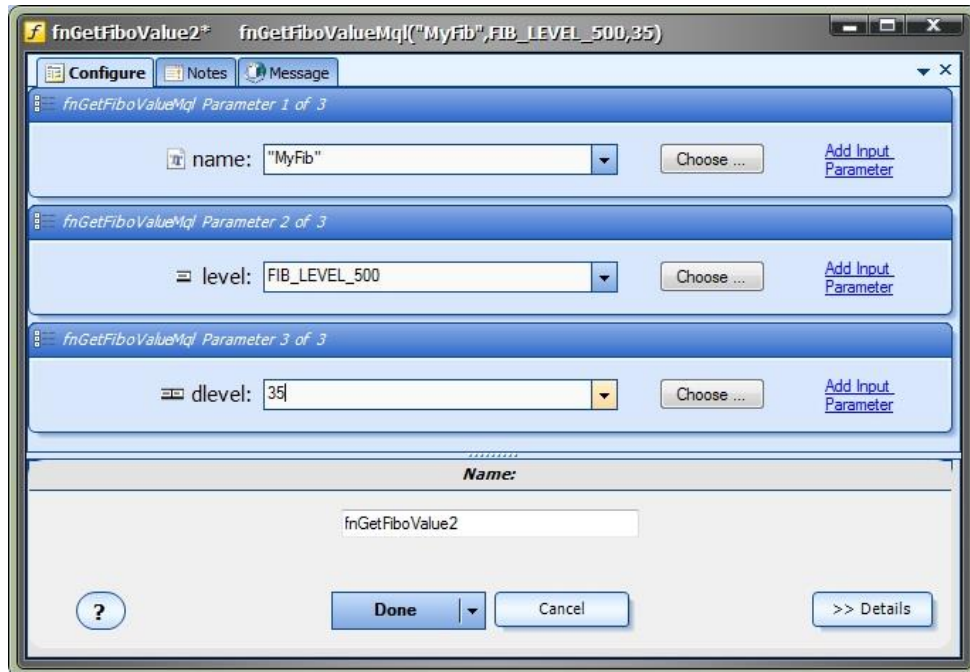 fnGetFiboValue2* fnGetFiboValueMql("MyFib",FIB_LEVEL_500,35)
Configure Notes Message
fnGetFiboValueMql Parameter 1 of 3
name: "MyFib" Choose ... Add Input
Parameter
fnGetFiboValueMql Parameter 2 of 3
level: FIB_LEVEL_500 Choose ... Add Input
Parameter
fnGetFiboValueMql Parameter 3 of 3
dlevel: 35 Choose ... Add Input
Parameter
Name:
fnGetFiboValue2
? Done Cancel >> Details